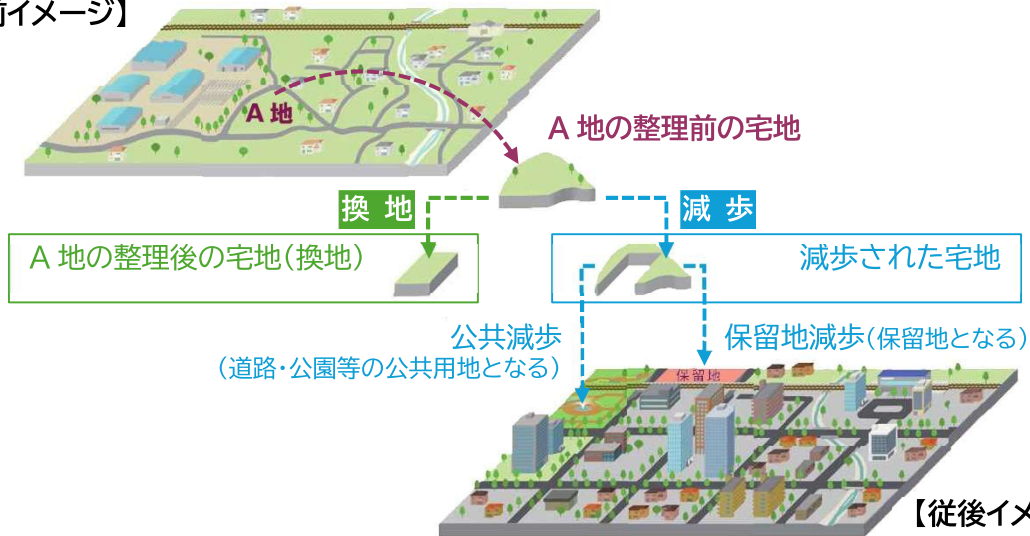 前イメージ】
A 地
A 地の整理前の宅地
換 地
減 歩
A 地の整理後の宅地(換地)
減歩された宅地
公共減歩
(道路・公園等の公共用地となる)
保留地減歩(保留地となる)
保留地
【従後イメ